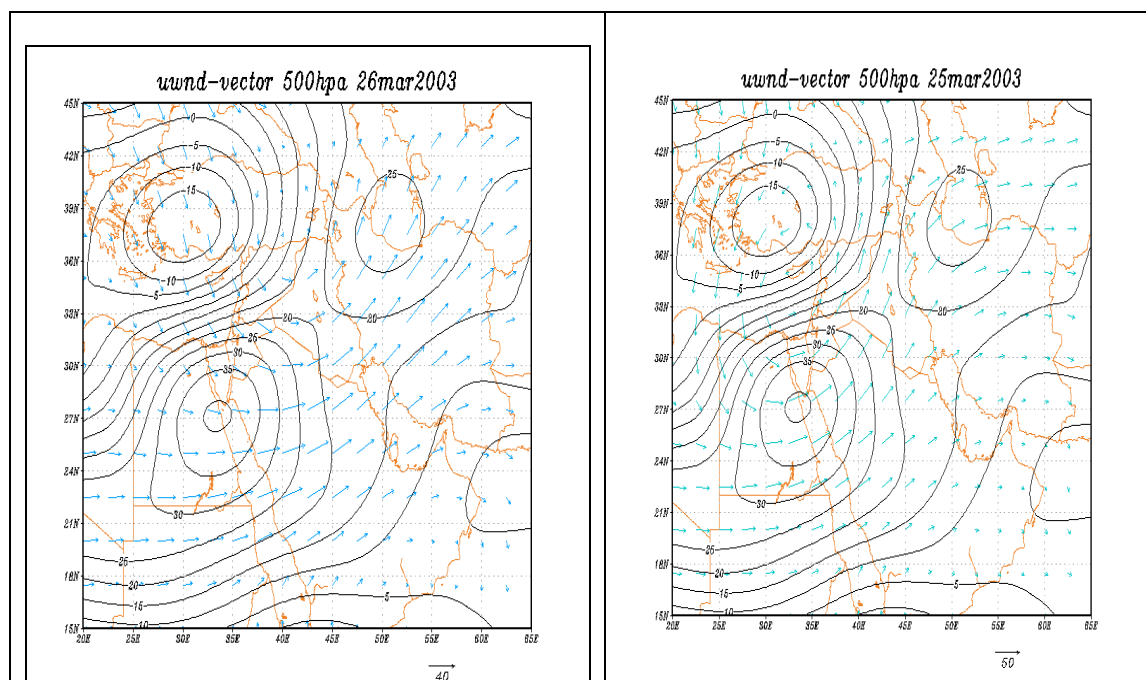 uwnd-vector 500hpa 26mar2003
45N
42N
39N
36N
33N
30N
27N
24N
21N
18N
15N
20E 25E 30E 35E 40E 45E 50E 55E 60E 65E
0
-5
-10
-15
25
-10
-5
20
20
25
30
35
30
25
20
15
10
5
40
uwnd-vector 500hpa 25mar2003
45N
42N
39N
36N
33N
30N
27N
24N
21N
18N
15N
20E 25E 30E 35E 40E 45E 50E 55E 60E 65E
0
-5
-10
-15
25
-10
-5
20
20
25
30
35
30
25
20
15
10
5
50